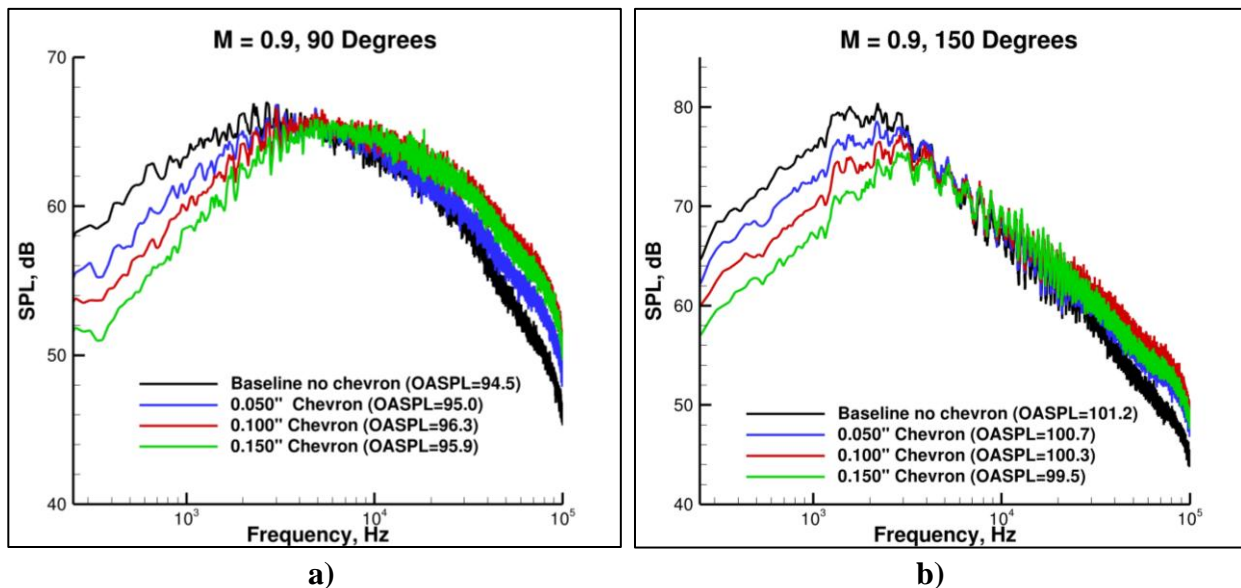 M = 0.9, 90 Degrees
70
60
50
40
SPL, dB
Baseline no chevron (OASPL=94.5)
0.050" Chevron (OASPL=95.0)
0.100" Chevron (OASPL=96.3)
0.150" Chevron (OASPL=95.9)
10³
10⁴
10⁵
Frequency, Hz
a)
M = 0.9, 150 Degrees
80
70
60
50
40
SPL, dB
Baseline no chevron (OASPL=101.2)
0.050" Chevron (OASPL=100.7)
0.100" Chevron (OASPL=100.3)
0.150" Chevron (OASPL=99.5)
10³
10⁴
10⁵
Frequency, Hz
b)